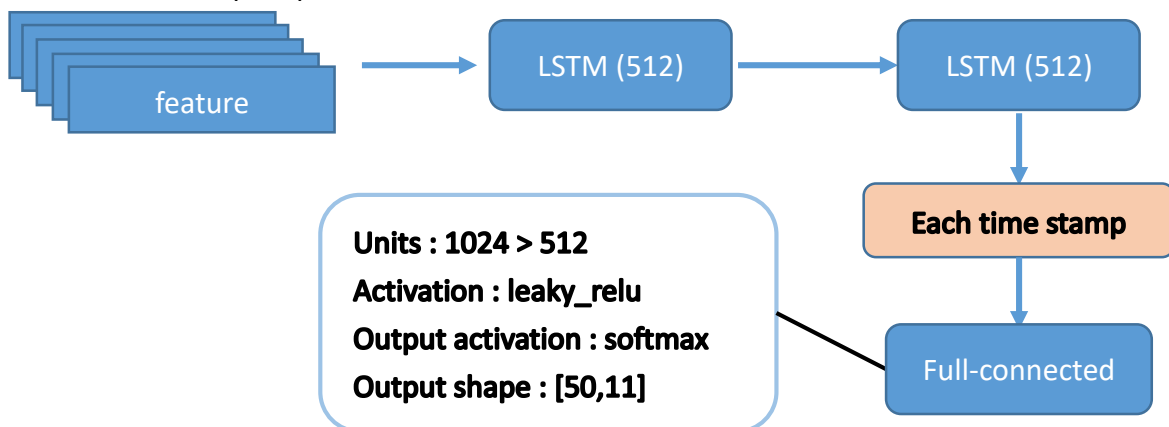 feature
LSTM (512)
LSTM (512)
Each time stamp
Units : 1024 > 512
Activation : leaky_relu
Output activation : softmax
Output shape : [50,11]
Full-connected